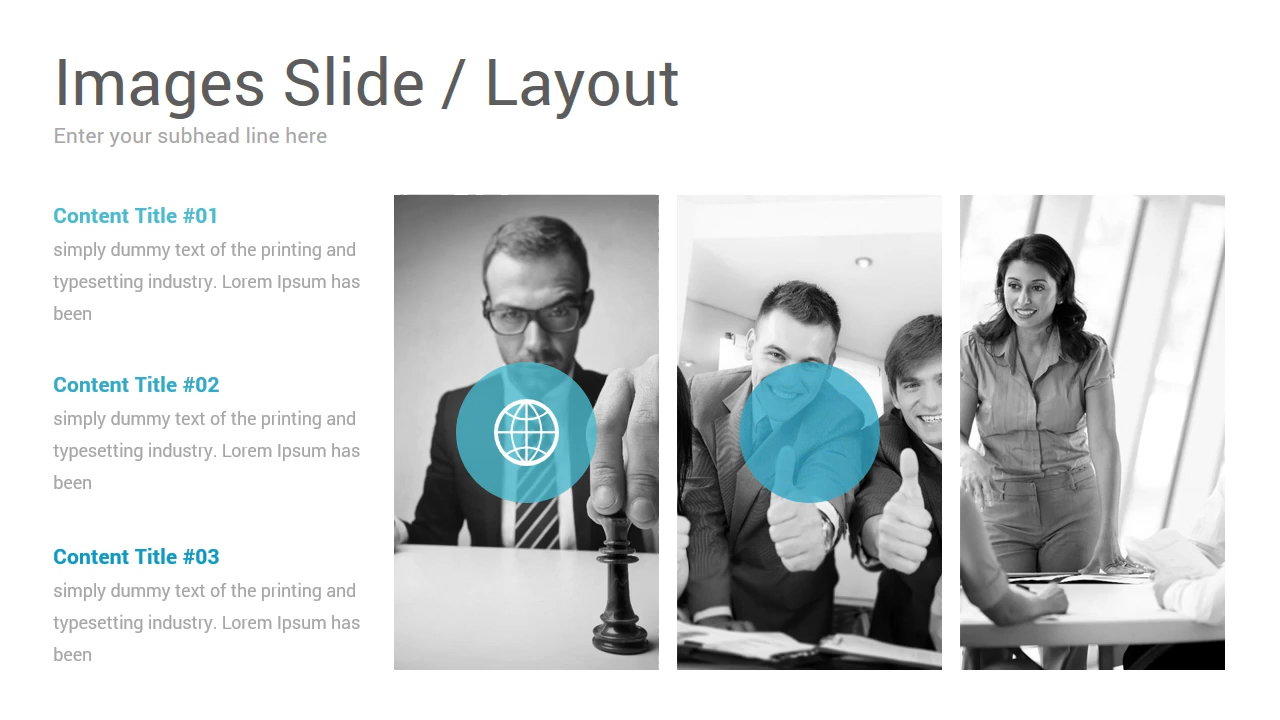 Images Slide / Layout
Enter your subhead line here
Content Title #01
simply dummy text of the printing and
typesetting industry. Lorem Ipsum has
been
Content Title #02
simply dummy text of the printing and
typesetting industry. Lorem Ipsum has
been
Content Title #03
simply dummy text of the printing and
typesetting industry. Lorem Ipsum has
been